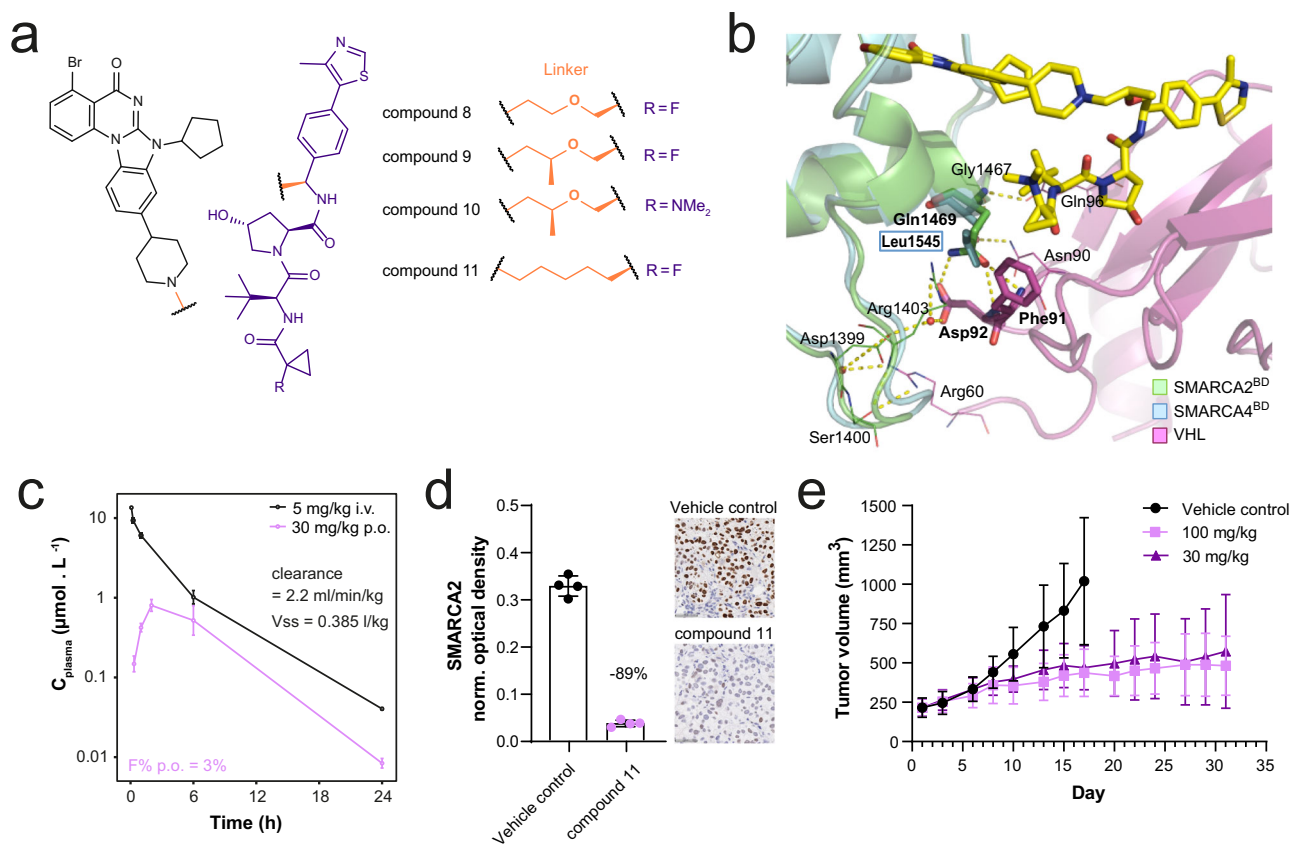 a
Br
O
N
N
N
N
N
N
S
HO
NH
O
N
O
NH
O
R
Linker
compound 8
O
R = F
compound 9
O
R = F
compound 10
O
R = NMe2
compound 11
R = F
b
Gly1467
Gln96
Gln1469
Leu1545
Asn90
Arg1403
Phe91
Asp92
Asp1399
Arg60
Ser1400
SMARCA2BD
SMARCA4BD
VHL
c
Cplasma (µmol . L -1)
10
1
0.1
0.01
5 mg/kg i.v.
30 mg/kg p.o.
clearance
= 2.2 ml/min/kg
Vss = 0.385 l/kg
F% p.o. = 3%
0
6
12
18
24
Time (h)
d
SMARCA2
norm. optical density
0.5
0.4
0.3
0.2
0.1
0.0
-89%
Vehicle control
compound 11
Vehicle control
compound 11
e
Tumor volume (mm3)
1500
1250
1000
750
500
250
0
Vehicle control
100 mg/kg
30 mg/kg
0
5
10
15
20
25
30
35
Day